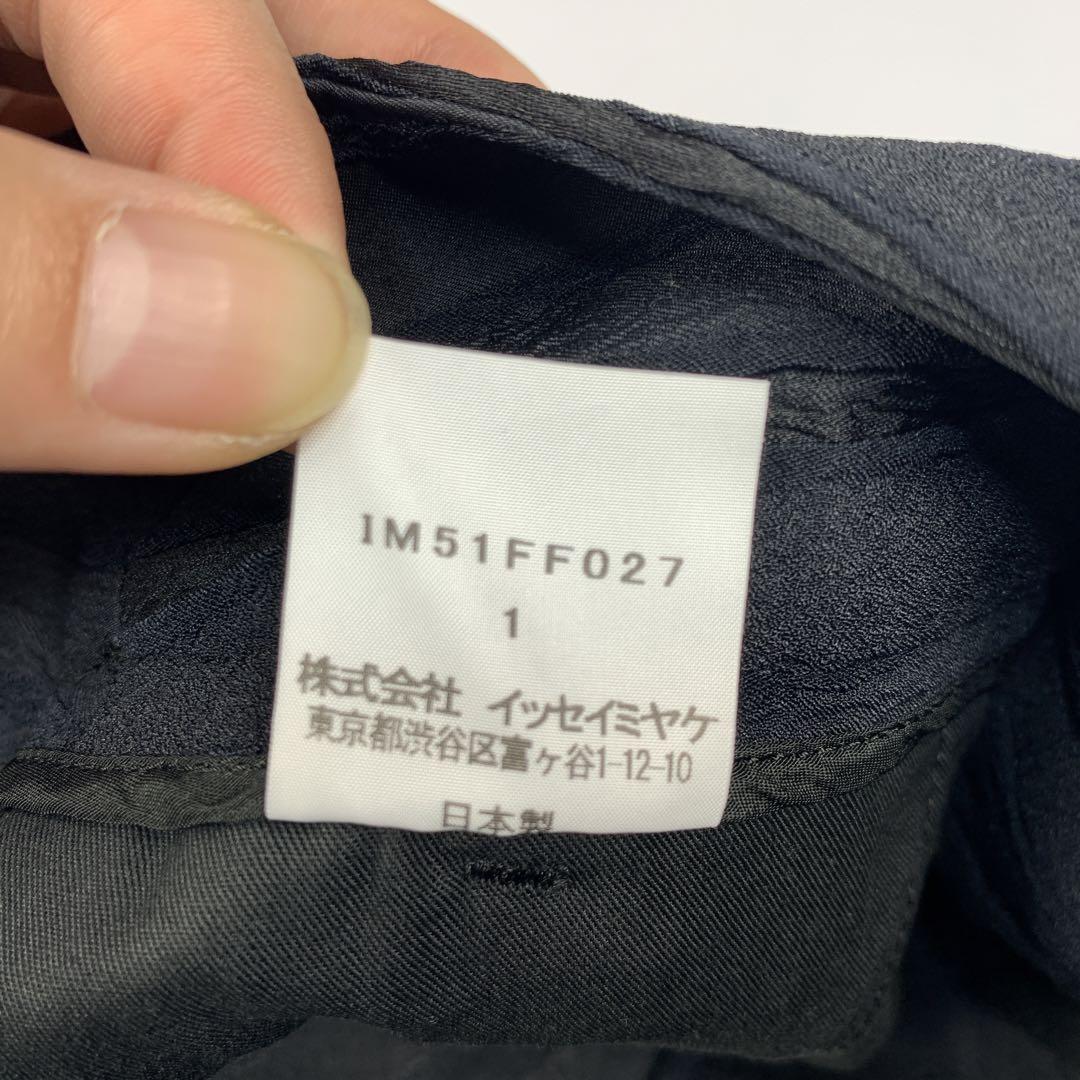 IM51FF027
1
株式会社 イッセイミヤケ
東京都渋谷区富ヶ谷1-12-10
日本製